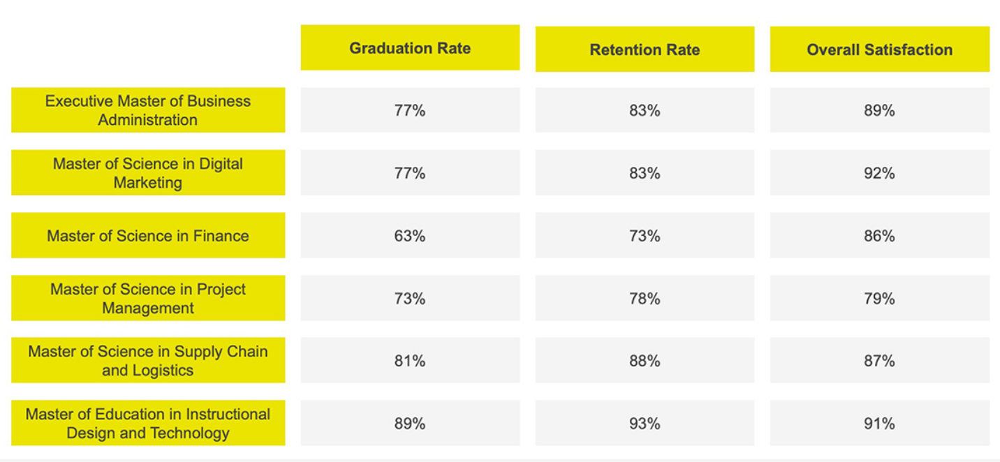 Graduation Rate
Retention Rate
Overall Satisfaction
Executive Master of Business
Administration
77%
83%
89%
Master of Science in Digital
Marketing
77%
83%
92%
Master of Science in Finance
63%
73%
86%
Master of Science in Project
Management
73%
78%
79%
Master of Science in Supply Chain
and Logistics
81%
88%
87%
Master of Education in Instructional
Design and Technology
89%
93%
91%